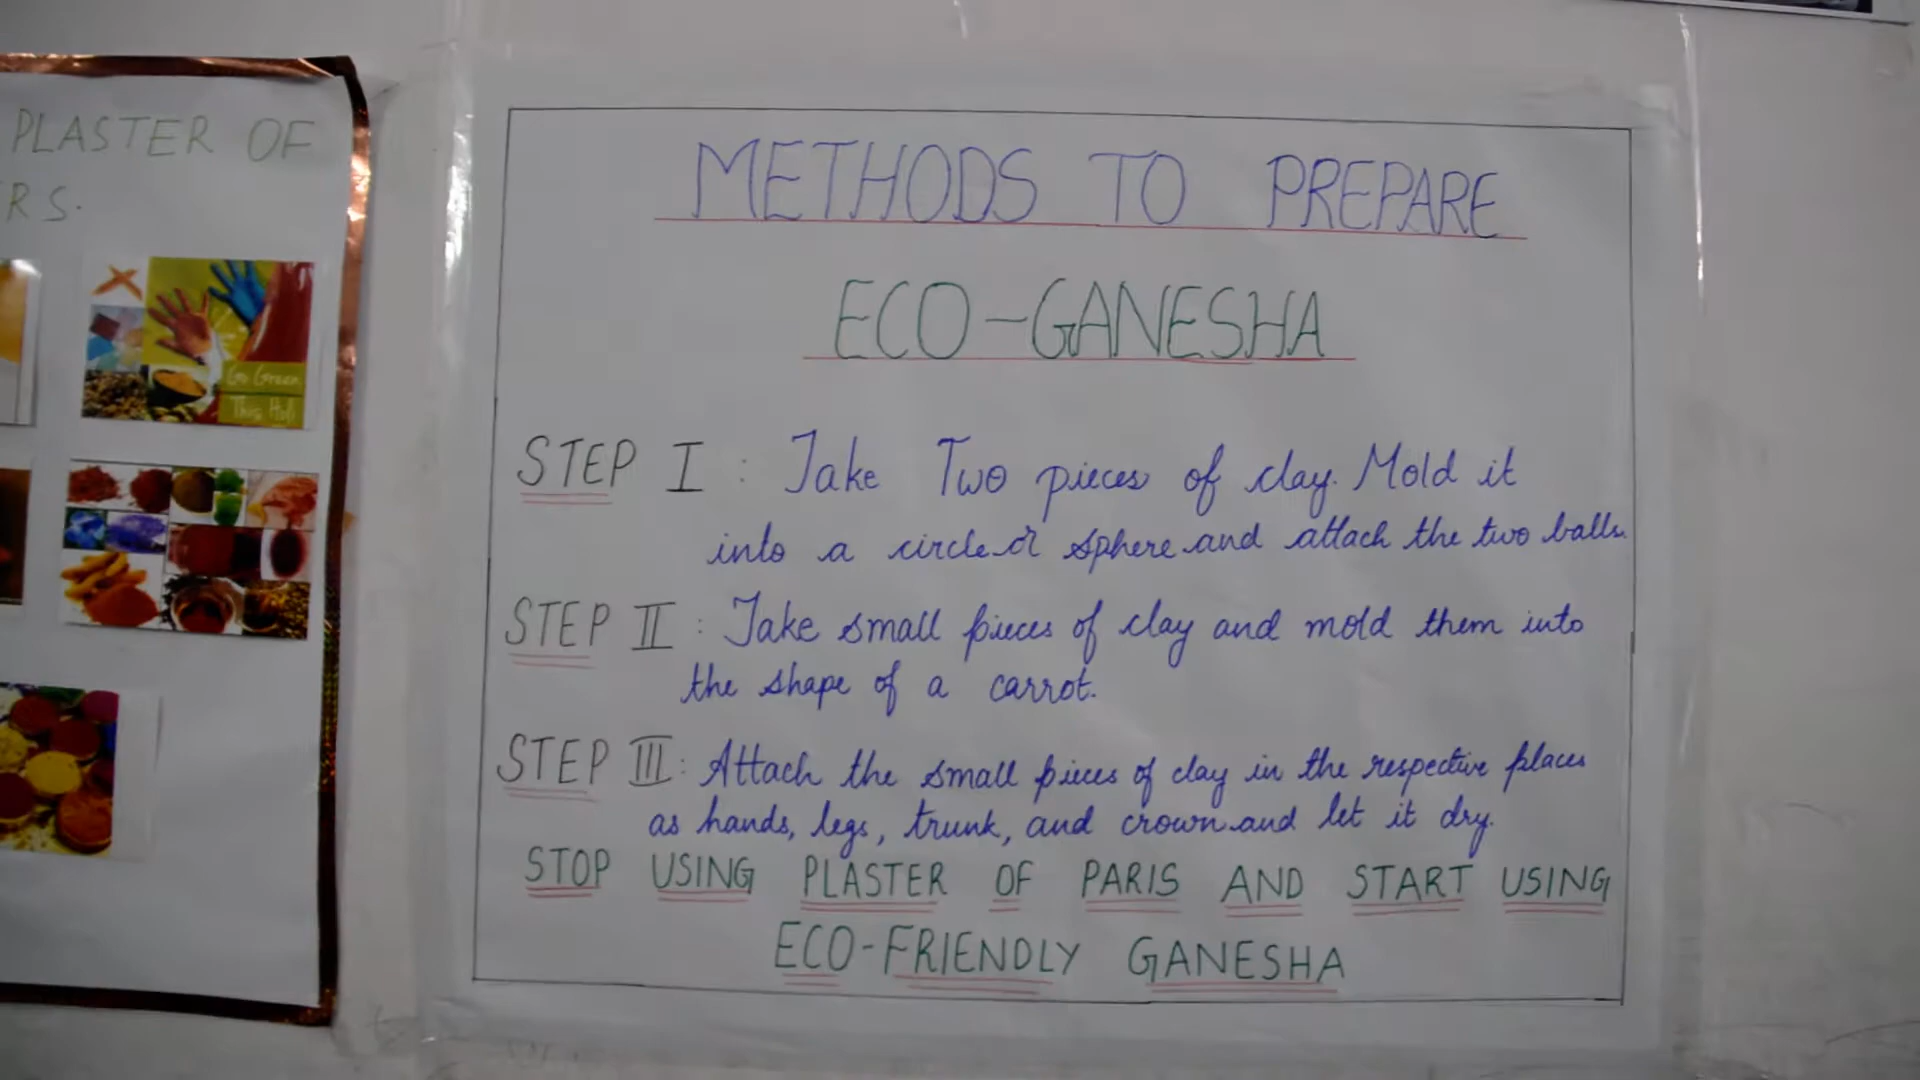 PLASTER OF
RS.
Go Green
This Holi
METHODS TO PREPARE
ECO-GANESHA
STEP I : Take Two pieces of clay. Mold it
into a circle or sphere and attach the two balls.
STEP II : Take small pieces of clay and mold them into
the shape of a carrot.
STEP III : Attach the small pieces of clay in the respective places
as hands, legs, trunk, and crown and let it dry.
STOP USING PLASTER OF PARIS AND START USING
ECO-FRIENDLY GANESHA